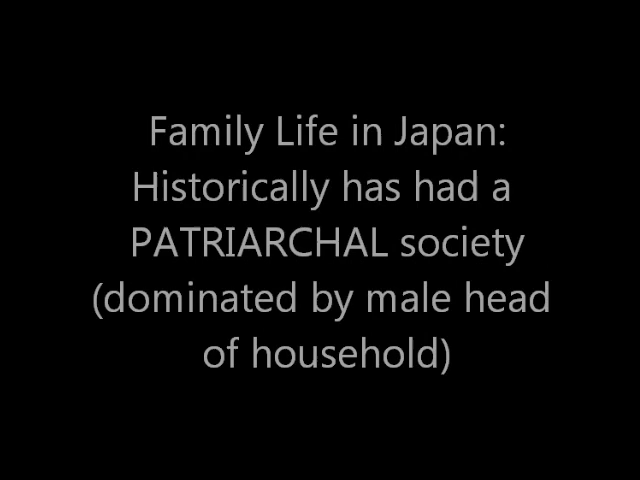 Family Life in Japan:
Historically has had a
PATRIARCHAL society
(dominated by male head
of household)